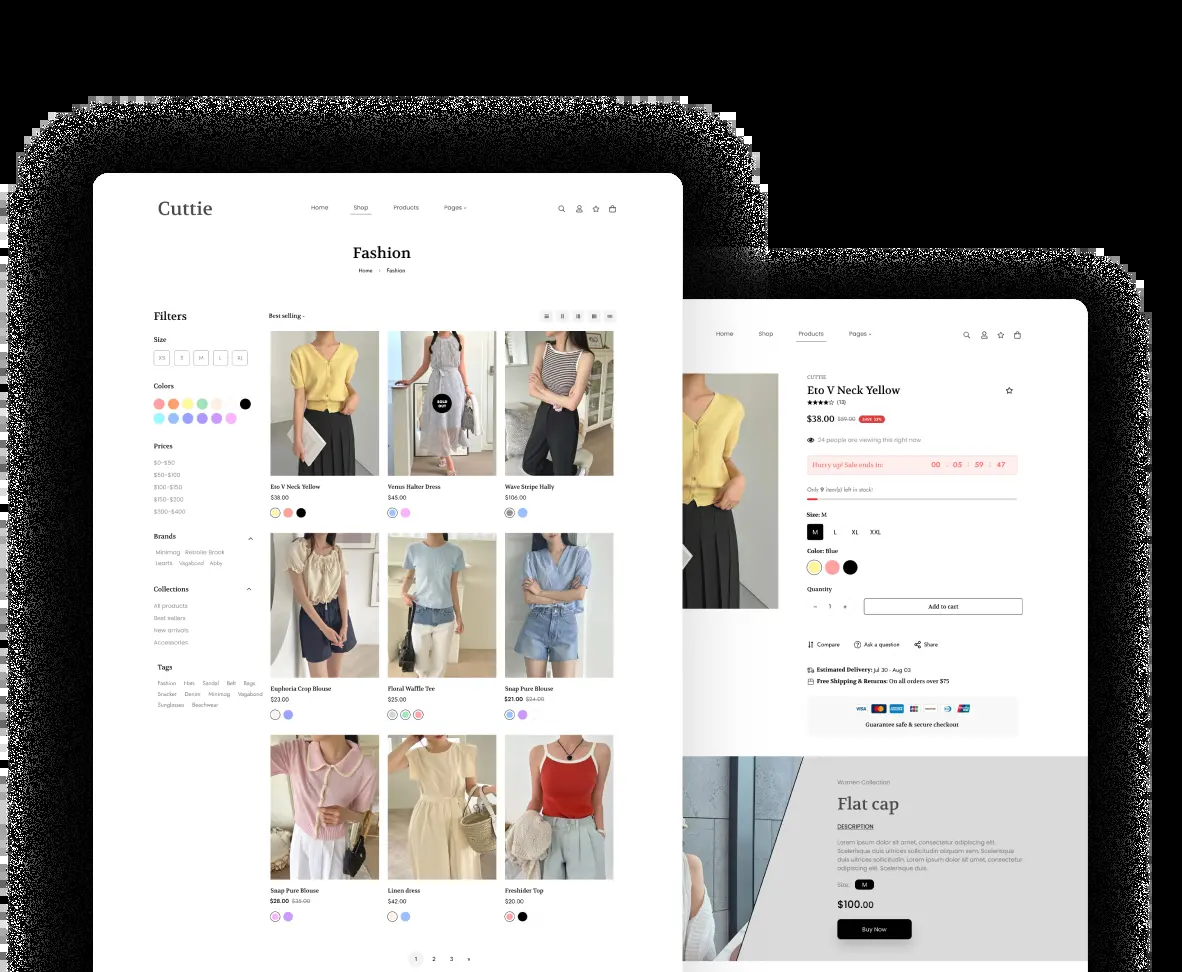 Cuttie
Home Shop Products Pages
Fashion
Home Fashion
Filters
Size
XS S M L XL
Colors
Prices
$0-$50
$50-$100
$100-$150
$150-$200
$300-$400
Brands
Minimog Retrolie Brook
Learts Vagabond Abby
Collections
All products
Best sellers
New arrivals
Accessories
Tags
Fashion Hats Sandal Belt Bags
Sneaker Denim Minimog Vagabond
Sunglasses Beachwear
Best selling
SOLD
OUT
Eto V Neck Yellow
$38.00
Venus Halter Dress
$45.00
Wave Stripe Hally
$106.00
Euphoria Crop Blouse
$23.00
Floral Waffle Tee
$25.00
Snap Pure Blouse
$21.00 $24.00
Snap Pure Blouse
$28.00 $35.00
Linen dress
$42.00
Freshider Top
$20.00
1 2 3 »
Home Shop Products Pages
CUTTIE
Eto V Neck Yellow
(13)
$38.00 $59.00
24 people are viewing this right now
Hurry up! Sale ends in: 00 : 05 : 59 : 47
Only 9 item(s) left in stock!
Size: M
M L XL XXL
Color: Blue
Quantity
- 1 + Add to cart
Compare Ask a question Share
Estimated Delivery: Jul 30 - Aug 03
Free Shipping & Returns: On all orders over $75
VISA
Guarantee safe & secure checkout
Women Collection
Flat cap
DESCRIPTION
Lorem ipsum dolor sit amet, consectetur adipiscing elit.
Scelerisque duis ultrices sollicitudin aliquam sem. Scelerisque
duis ultrices sollicitudin. Lorem ipsum dolor sit amet, consectetur
adipiscing elit. Scelerisque duis.
Size: M
$100.00
Buy Now